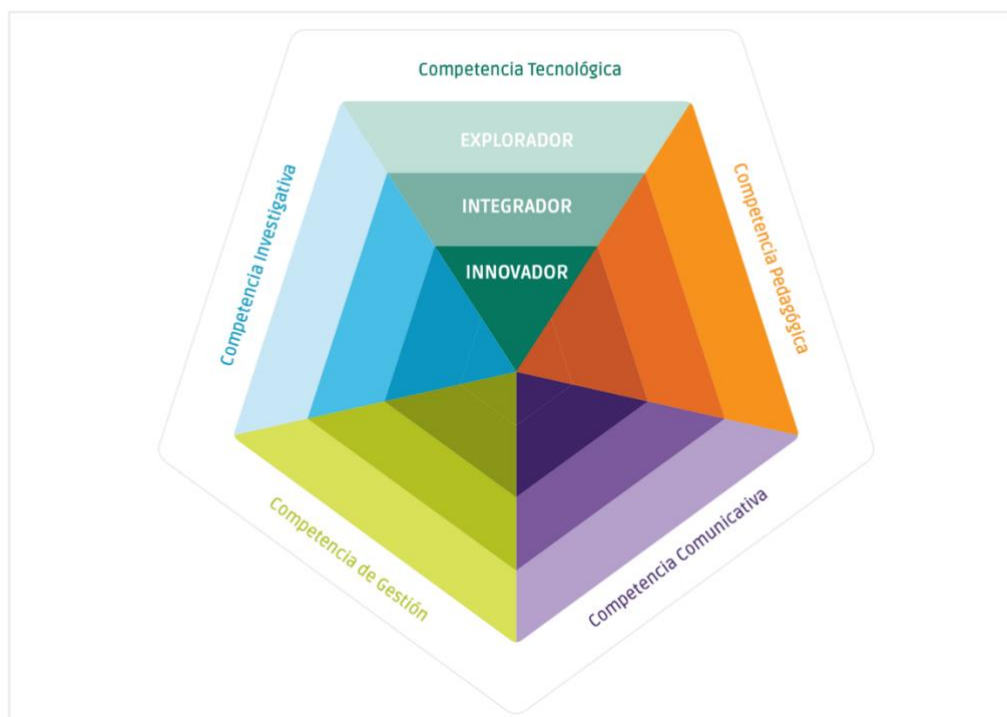 Competencia Tecnológica
EXPLORADOR
INTEGRADOR
INNOVADOR
Competencia Investigativa
Competencia Pedagógica
Competencia de Gestión
Competencia Comunicativa